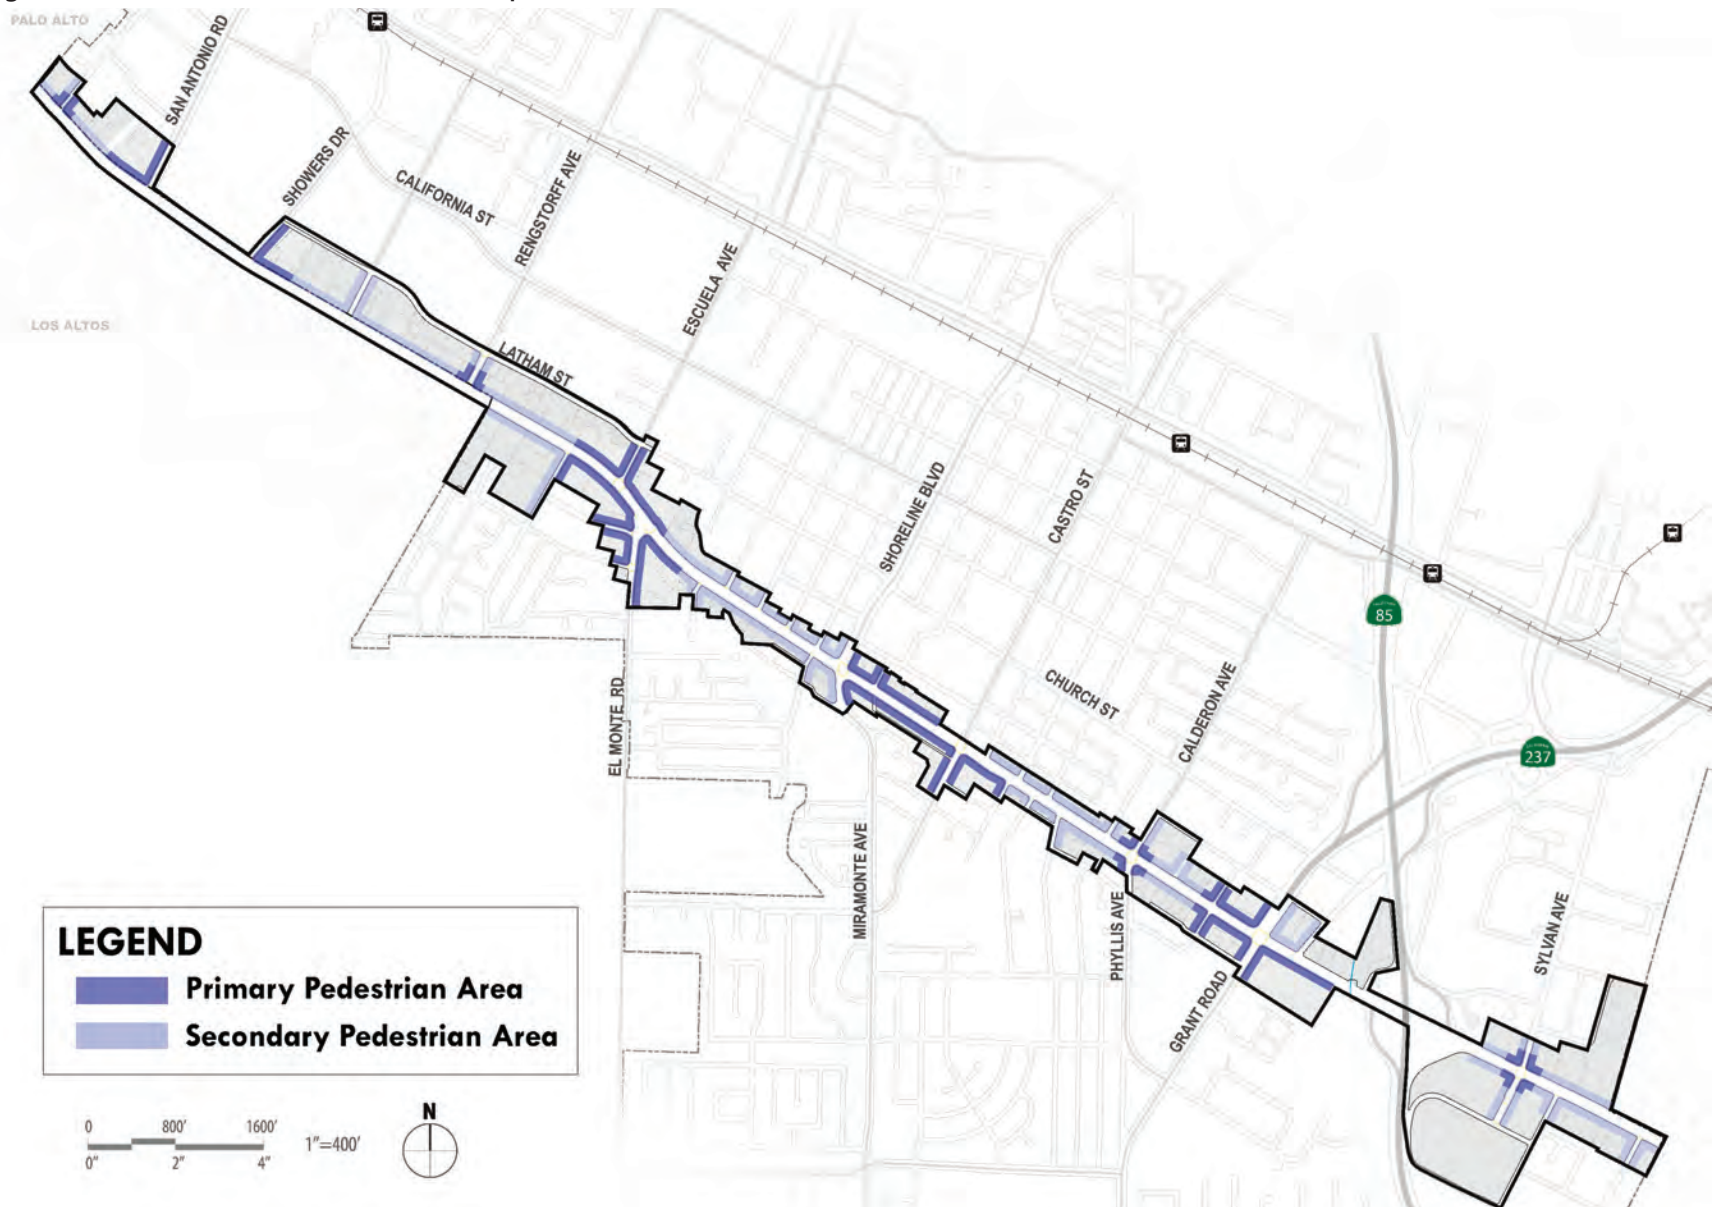 PALO ALTO
SAN ANTONIO RD
SHOWERS DR
CALIFORNIA ST
RENGSTORFF AVE
ESCUELA AVE
LOS ALTOS
LATHAM ST
SHORELINE BLVD
CASTRO ST
85
CHURCH ST
CALDERON AVE
EL MONTE RD
237
MIRAMONTE AVE
PHYLLIS AVE
GRANT ROAD
SYLVAN AVE
LEGEND
Primary Pedestrian Area
Secondary Pedestrian Area
N
0 800' 1600'
1"=400'
0" 2" 4"